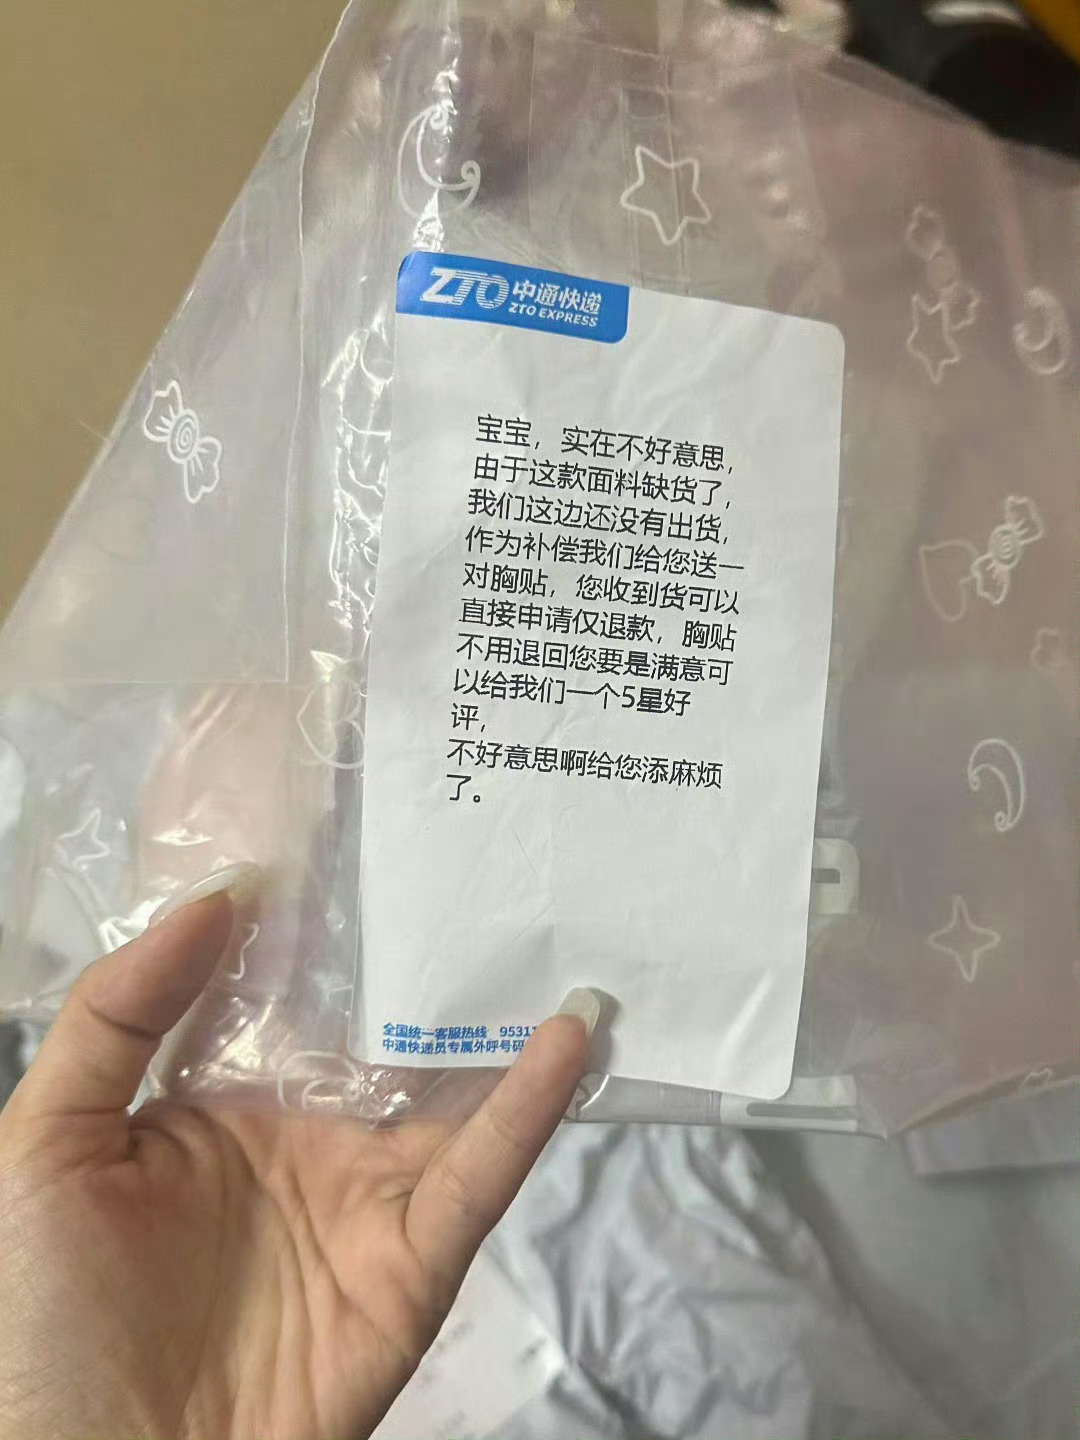 ZTO 中通快递
ZTO EXPRESS
宝宝，实在不好意思，
由于这款面料缺货了，
我们这边还没有出货，
作为补偿我们给您送一
对胸贴，您收到货可以
直接申请仅退款，胸贴
不用退回您要是满意可
以给我们一个5星好
评，
不好意思啊给您添麻烦
了。
全国统一客服热线 9531
中通快递员专属外呼号码